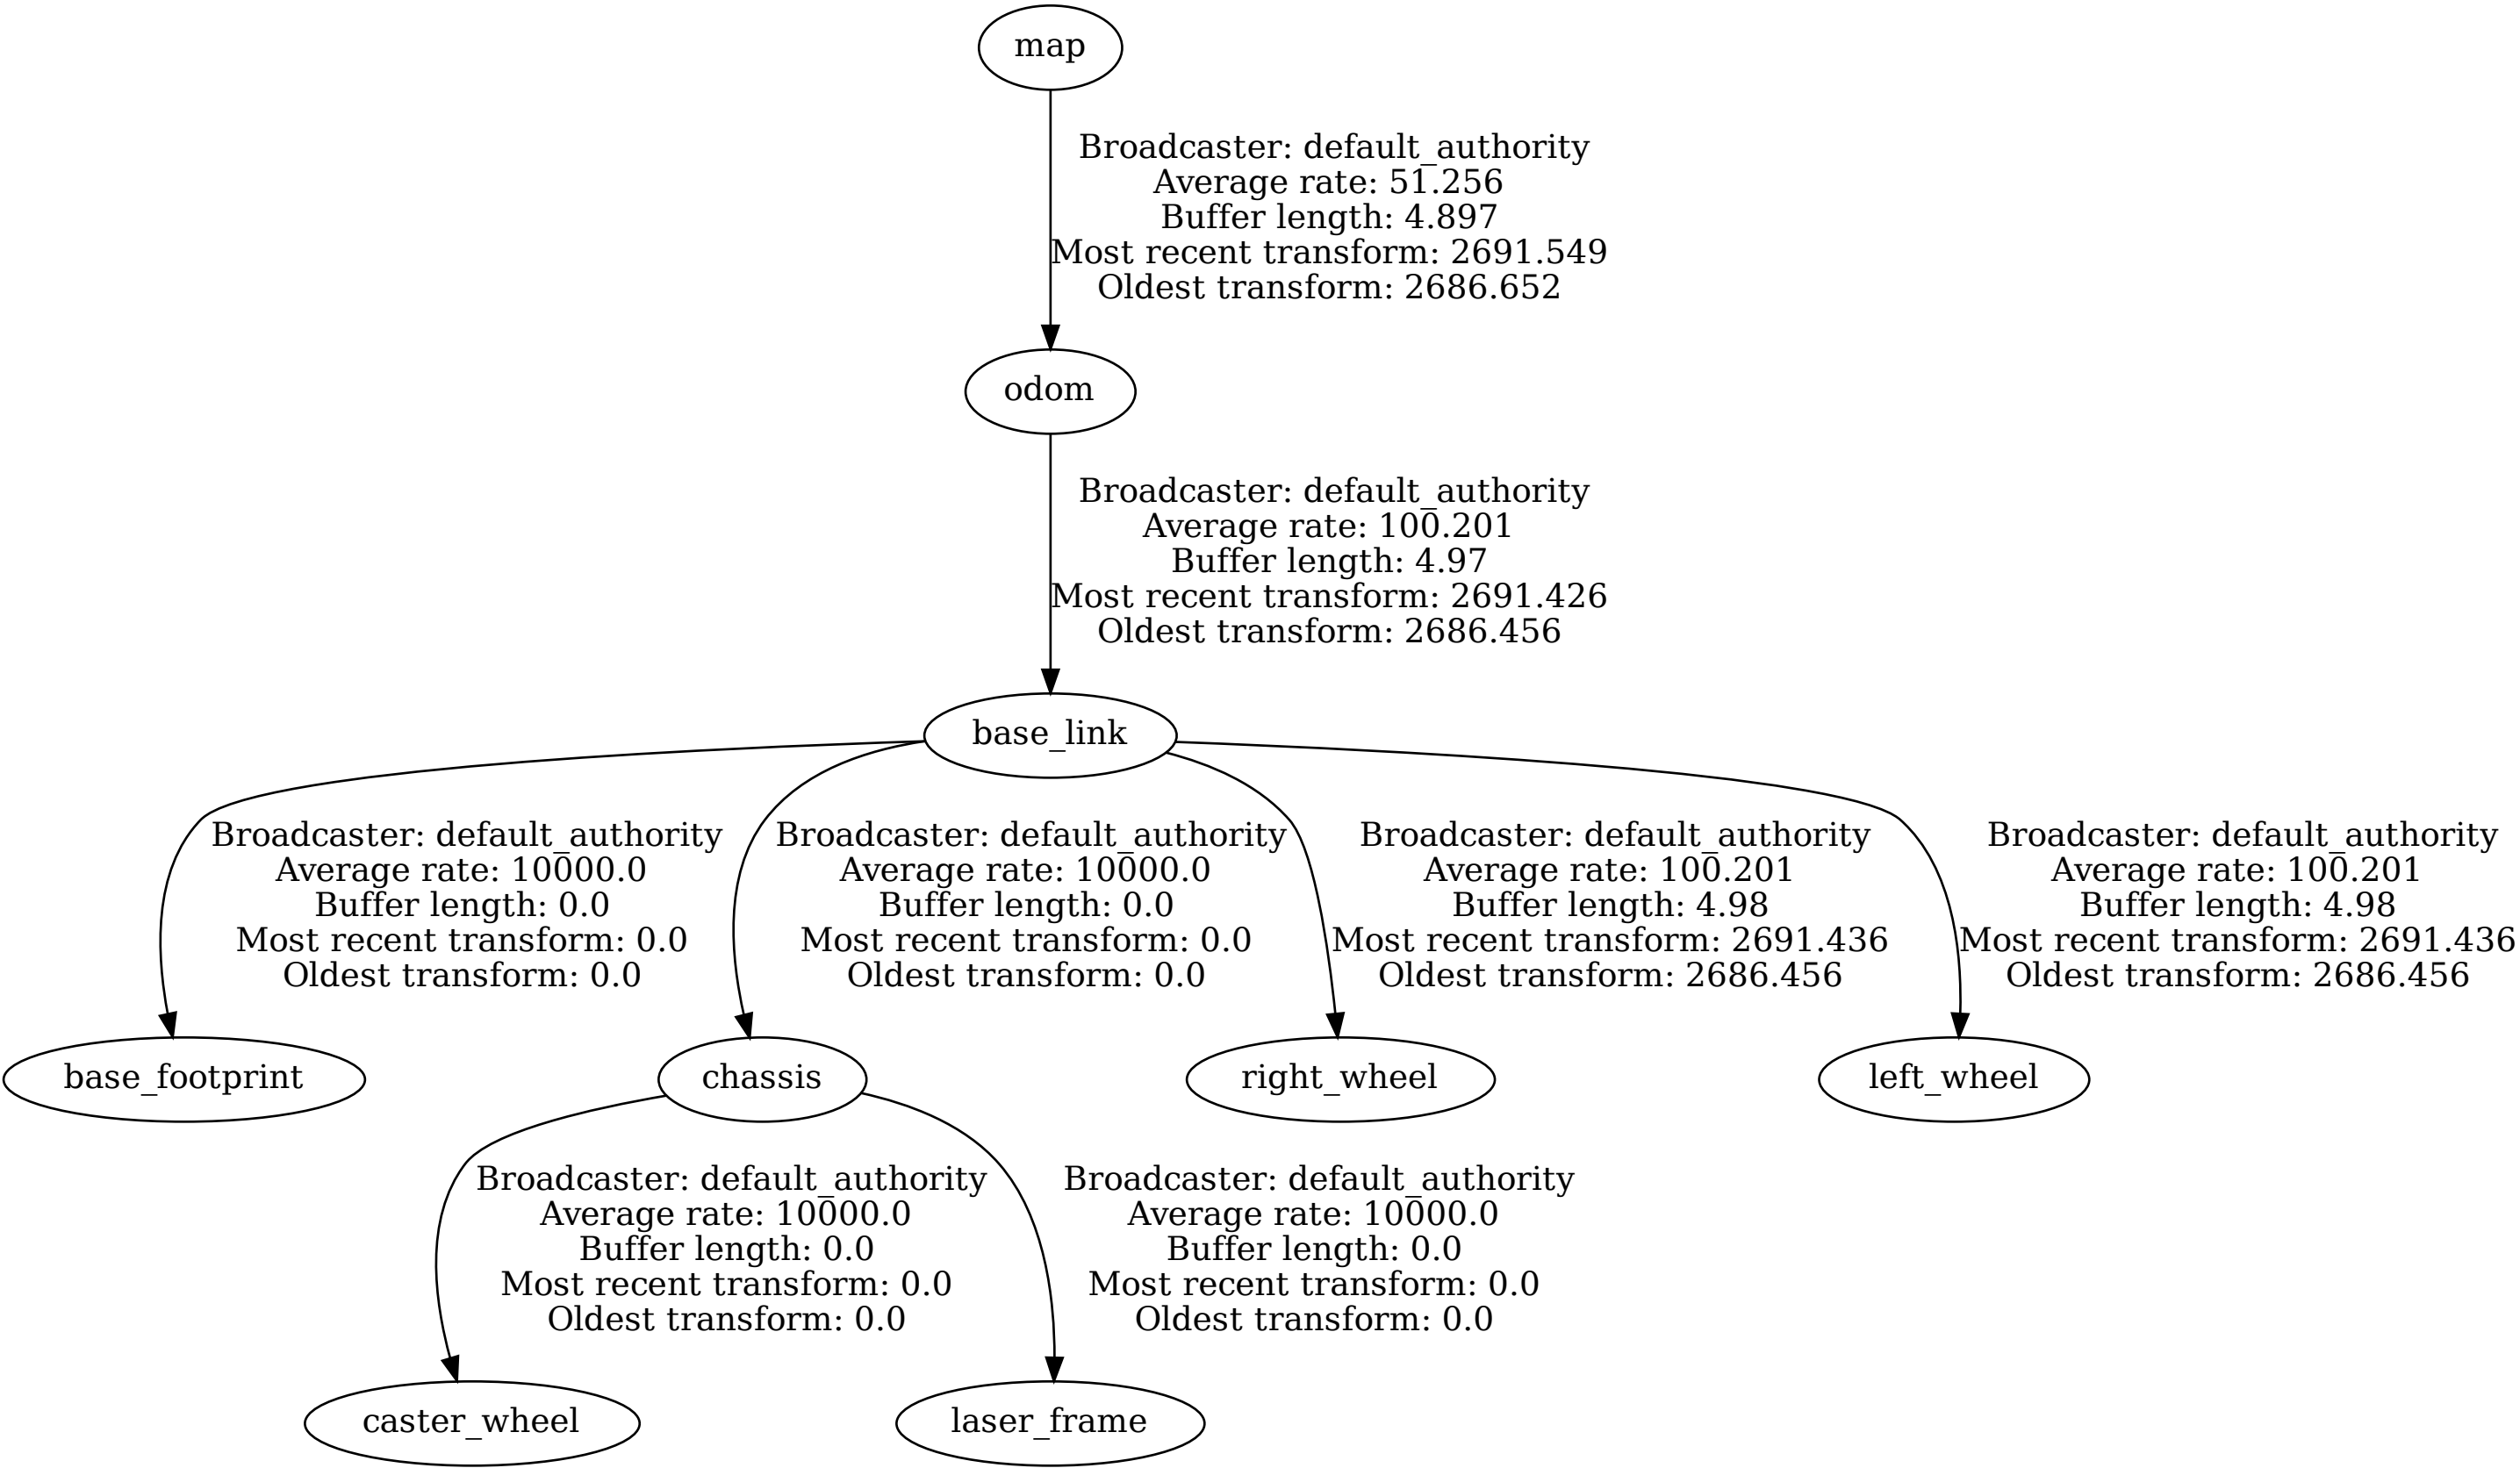 map
Broadcaster: default_authority
Average rate: 51.256
Buffer length: 4.897
Most recent transform: 2691.549
Oldest transform: 2686.652
odom
Broadcaster: default_authority
Average rate: 100.201
Buffer length: 4.97
Most recent transform: 2691.426
Oldest transform: 2686.456
base_link
Broadcaster: default_authority
Average rate: 10000.0
Buffer length: 0.0
Most recent transform: 0.0
Oldest transform: 0.0
Broadcaster: default_authority
Average rate: 10000.0
Buffer length: 0.0
Most recent transform: 0.0
Oldest transform: 0.0
Broadcaster: default_authority
Average rate: 100.201
Buffer length: 4.98
Most recent transform: 2691.436
Oldest transform: 2686.456
Broadcaster: default_authority
Average rate: 100.201
Buffer length: 4.98
Most recent transform: 2691.436
Oldest transform: 2686.456
base_footprint
chassis
right_wheel
left_wheel
Broadcaster: default_authority
Average rate: 10000.0
Buffer length: 0.0
Most recent transform: 0.0
Oldest transform: 0.0
Broadcaster: default_authority
Average rate: 10000.0
Buffer length: 0.0
Most recent transform: 0.0
Oldest transform: 0.0
caster_wheel
laser_frame